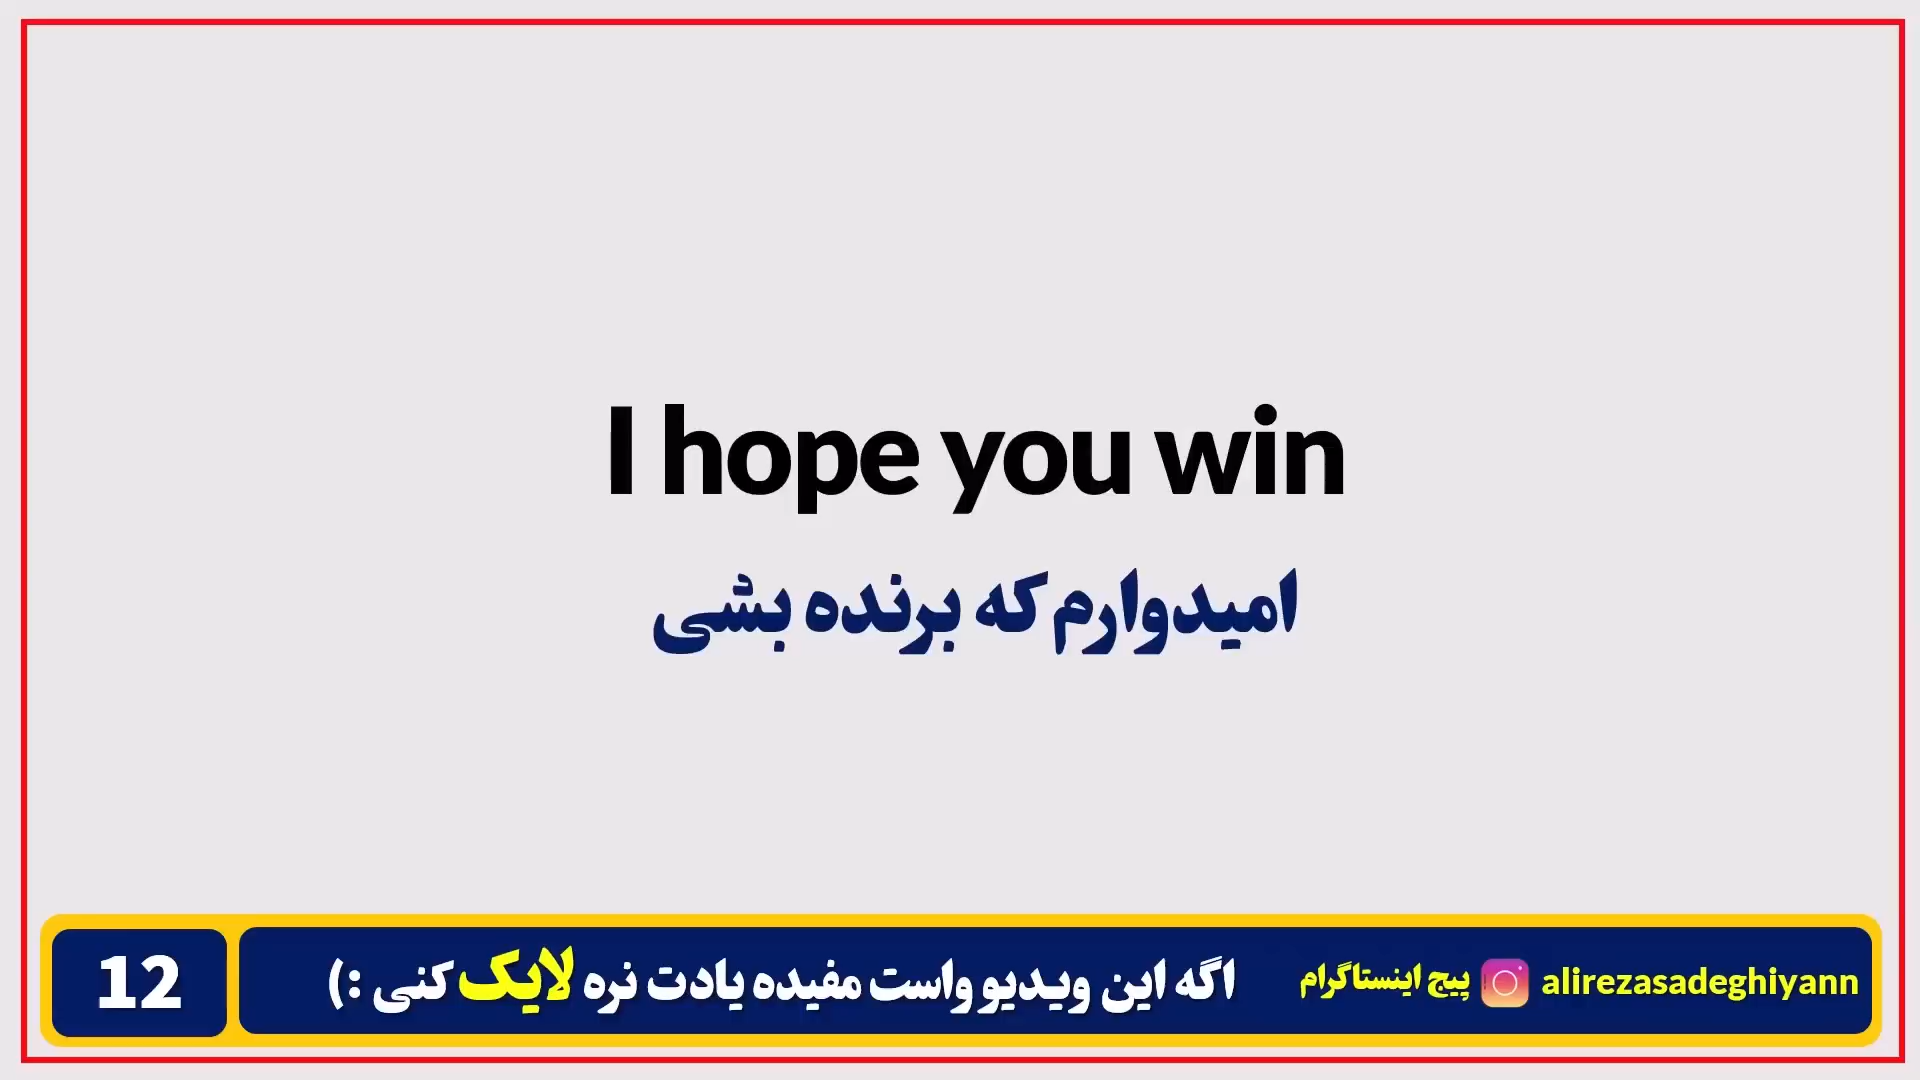 I hope you win
امیدوارم که برنده بشی
12
اگه این ویدیو واست مفیده یادت نره لایک کنی :)
پیج اینستاگرام
alirezasadeghiyann